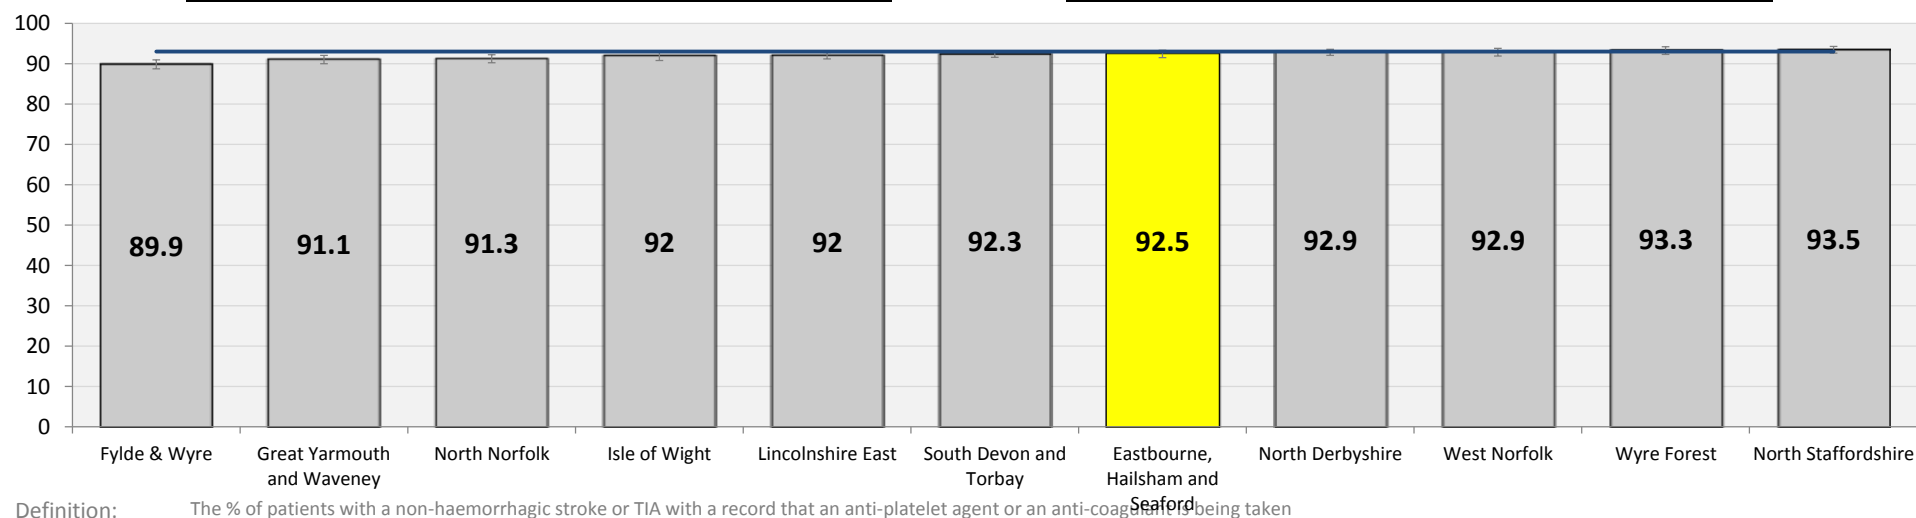 100
90
80
70
60
50
40
30
20
10
0
89.9
91.1
91.3
92
92
92.3
92.5
92.9
92.9
93.3
93.5
Fylde & Wyre
Great Yarmouth
and Waveney
North Norfolk
Isle of Wight
Lincolnshire East
South Devon and
Torbay
Eastbourne,
Hailsham and
Seaford
North Derbyshire
West Norfolk
Wyre Forest
North Staffordshire
Definition:
The % of patients with a non-haemorrhagic stroke or TIA with a record that an anti-platelet agent or an anti-coagulant is being taken